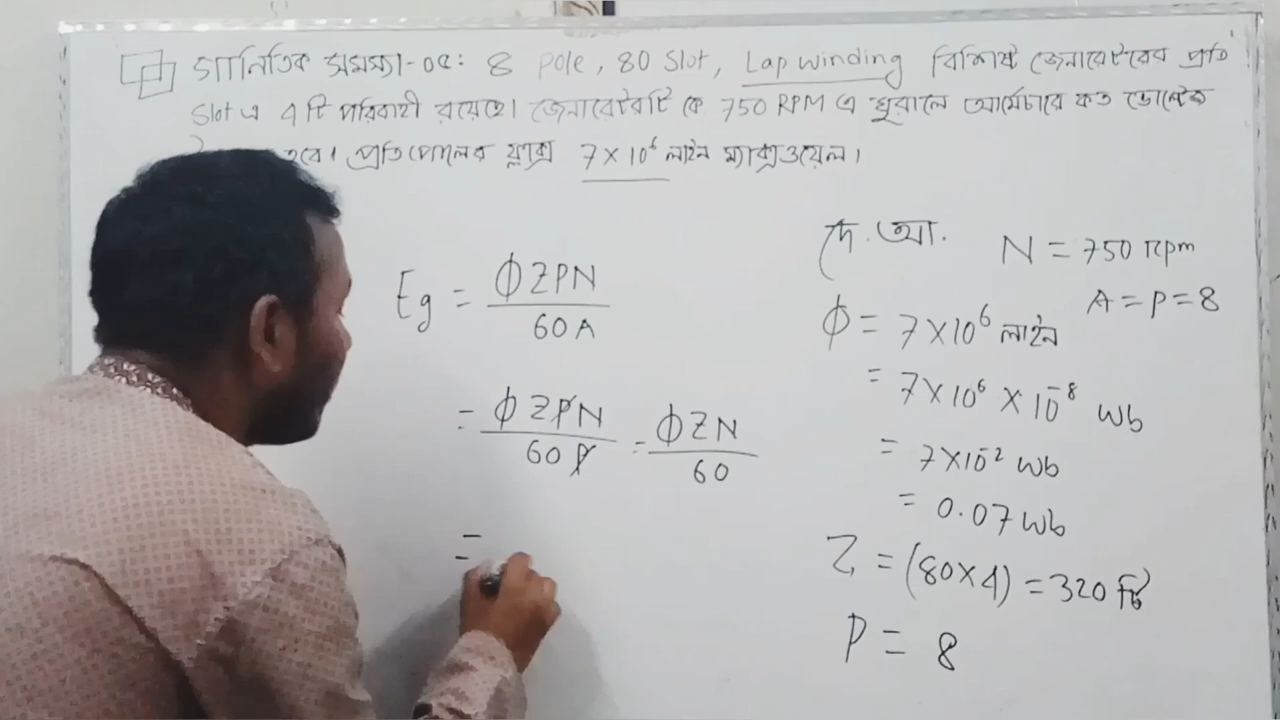 গানিতিক সমস্যা-০৫: 8 pole, 80 Slot, Lap winding বিশিষ্ট জেনারেটরের প্রতি
Slot এ 4 টি পরিবাহী রয়েছে। জেনারেটরটি কে 750 RPM এ ঘুরালে আর্মেচারে কত ভোল্টেজ
হবে। প্রতি পোলের ফ্লাক্স 7 × 10⁶ লাইন ম্যাক্সওয়েল।
Eg = ΦZPN / 60A
= ΦZPN / 60P = ΦZN / 60
=
দে. আ.
N = 750 rpm
A = P = 8
Φ = 7×10⁶ লাইন
= 7×10⁶ × 10⁻⁸ Wb
= 7×10⁻² Wb
= 0.07 Wb
Z = (80×4) = 320 টি
P = 8